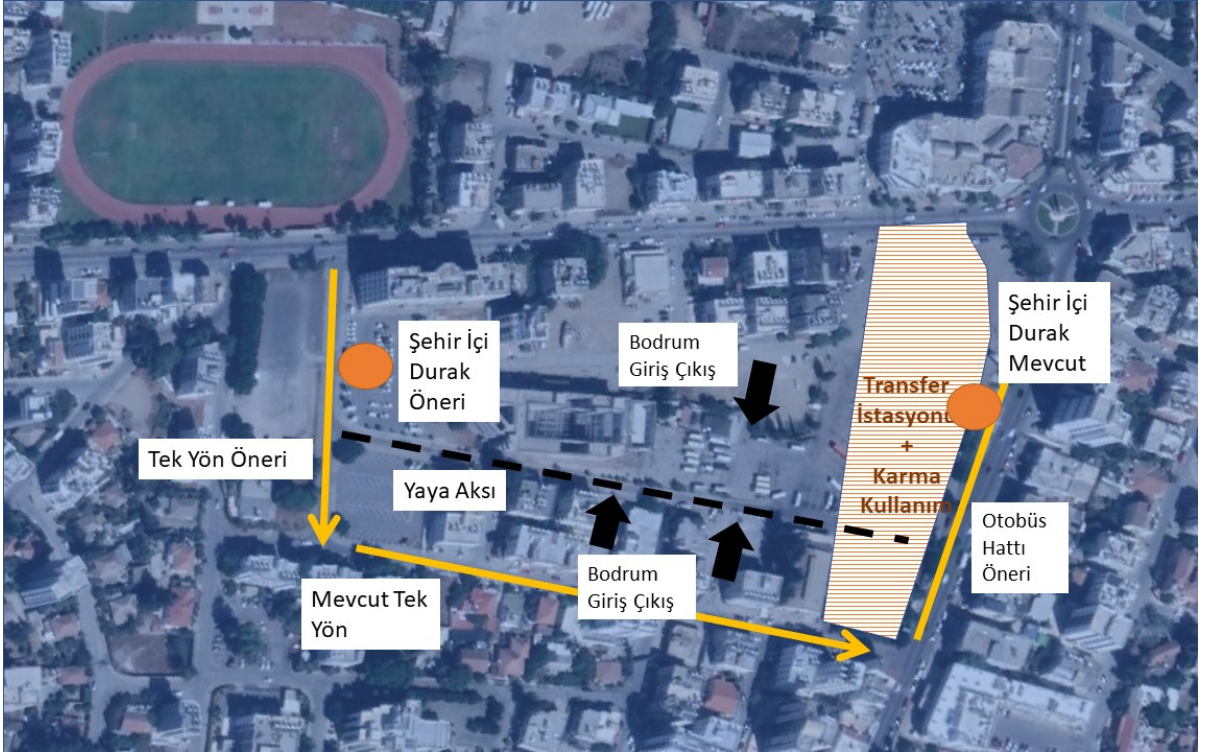 Şehir İçi
Durak
Öneri
Bodrum
Giriş Çıkış
Şehir İçi
Durak
Mevcut
Transfer
İstasyonu
+
Karma
Kullanım
Tek Yön Öneri
Yaya Aksı
Otobüs
Hattı
Öneri
Bodrum
Giriş Çıkış
Mevcut Tek
Yön